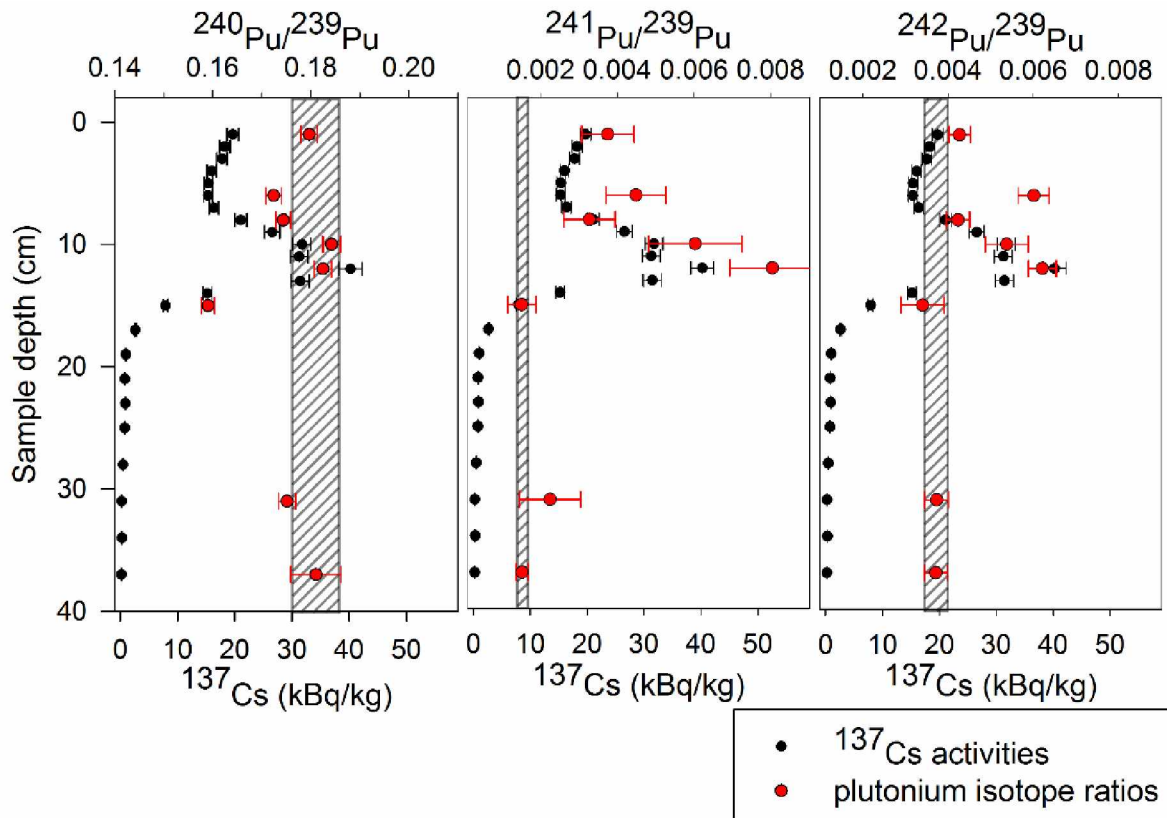 ²⁴⁰Pu/²³⁹Pu ²⁴¹Pu/²³⁹Pu ²⁴²Pu/²³⁹Pu
0.14 0.16 0.18 0.20 0.002 0.004 0.006 0.008 0.002 0.004 0.006 0.008
0
10
20
30
40
Sample depth (cm)
0 10 20 30 40 50 0 10 20 30 40 50 0 10 20 30 40 50
¹³⁷Cs (kBq/kg) ¹³⁷Cs (kBq/kg) ¹³⁷Cs (kBq/kg)
¹³⁷Cs activities
plutonium isotope ratios